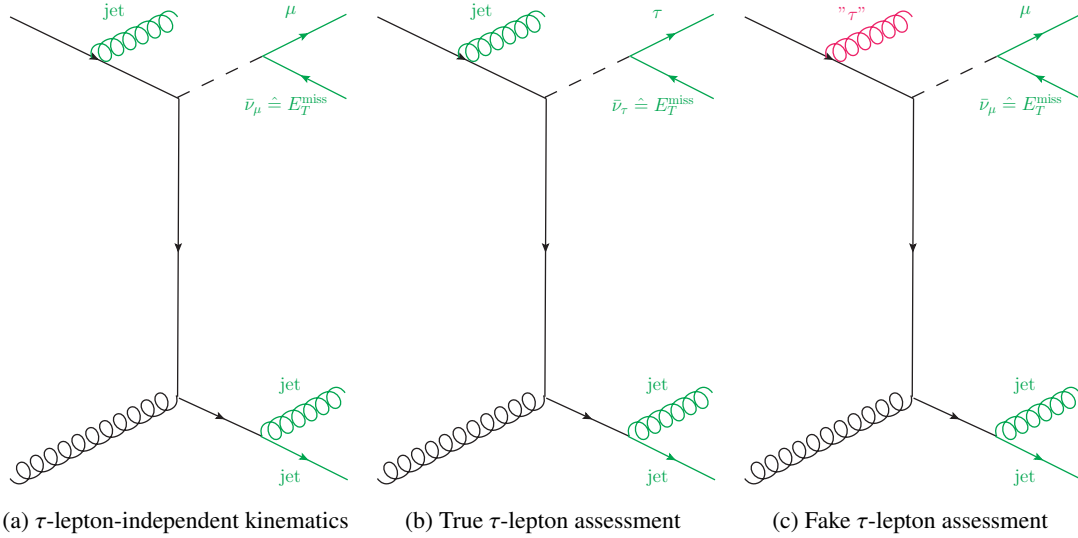 jet
μ
ν̄_μ ≙ E_T^miss
jet
jet
(a) τ-lepton-independent kinematics
jet
τ
ν̄_τ ≙ E_T^miss
jet
jet
(b) True τ-lepton assessment
"τ"
μ
ν̄_μ ≙ E_T^miss
jet
jet
(c) Fake τ-lepton assessment